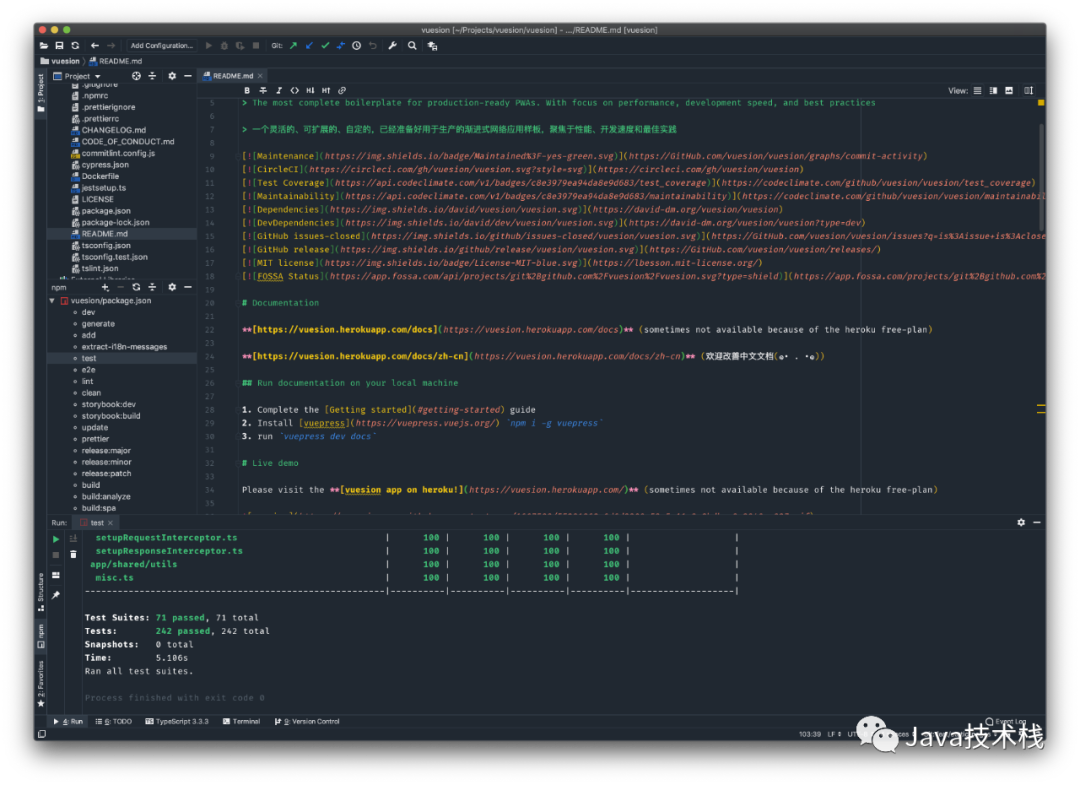 vuesion [~/Projects/vuesion/vuesion] - .../README.md [vuesion]
Add Configuration...
Git:
vuesion
README.md
1: Project
Project
.gitignore
.npmrc
.prettierignore
.prettierrc
CHANGELOG.md
CODE_OF_CONDUCT.md
commitlint.config.js
cypress.json
Dockerfile
jestsetup.ts
LICENSE
package.json
package-lock.json
README.md
tsconfig.json
tsconfig.test.json
tslint.json
npm
vuesion/package.json
dev
generate
add
extract-i18n-messages
test
e2e
lint
clean
storybook:dev
storybook:build
update
prettier
release:major
release:minor
release:patch
build
build:analyze
build:spa
README.md
View:
5 > The most complete boilerplate for production-ready PWAs. With focus on performance, development speed, and best practices
6
7 > 一个灵活的、可扩展的、自定的，已经准备好用于生产的渐进式网络应用样板，聚焦于性能、开发速度和最佳实践
8
9 [![Maintenance](https://img.shields.io/badge/Maintained%3F-yes-green.svg)](https://GitHub.com/vuesion/vuesion/graphs/commit-activity)
10 [![CircleCI](https://circleci.com/gh/vuesion/vuesion.svg?style=svg)](https://circleci.com/gh/vuesion/vuesion)
11 [![Test Coverage](https://api.codeclimate.com/v1/badges/c8e3979ea94da8e9d683/test_coverage)](https://codeclimate.com/github/vuesion/vuesion/test_coverage)
12 [![Maintainability](https://api.codeclimate.com/v1/badges/c8e3979ea94da8e9d683/maintainability)](https://codeclimate.com/github/vuesion/vuesion/maintainabil
13 [![Dependencies](https://img.shields.io/david/vuesion/vuesion.svg)](https://david-dm.org/vuesion/vuesion)
14 [![DevDependencies](https://img.shields.io/david/dev/vuesion/vuesion.svg)](https://david-dm.org/vuesion/vuesion?type=dev)
15 [![GitHub issues-closed](https://img.shields.io/github/issues-closed/vuesion/vuesion.svg)](https://GitHub.com/vuesion/vuesion/issues?q=is%3Aissue+is%3Aclose
16 [![GitHub release](https://img.shields.io/github/release/vuesion/vuesion.svg)](https://GitHub.com/vuesion/vuesion/releases/)
17 [![MIT license](https://img.shields.io/badge/License-MIT-blue.svg)](http://lbesson.mit-license.org/)
18 [![FOSSA Status](https://app.fossa.com/api/projects/git%2Bgithub.com%2Fvuesion%2Fvuesion.svg?type=shield)](https://app.fossa.com/projects/git%2Bgithub.com%2
19
20 # Documentation
21
22 **[https://vuesion.herokuapp.com/docs](https://vuesion.herokuapp.com/docs)** (sometimes not available because of the heroku free-plan)
23
24 **[https://vuesion.herokuapp.com/docs/zh-cn](https://vuesion.herokuapp.com/docs/zh-cn)** (欢迎改善中文文档(๑• . •๑))
25
26 ## Run documentation on your local machine
27
28 1. Complete the [Getting started](#getting-started) guide
29 2. Install [vuepress](https://vuepress.vuejs.org/) `npm i -g vuepress`
30 3. run `vuepress dev docs`
31
32 # Live demo
33
34 Please visit the **[vuesion app on heroku!](https://vuesion.herokuapp.com/)** (sometimes not available because of the heroku free-plan)
35
Run: test
setupRequestInterceptor.ts | 100 | 100 | 100 | 100 | |
setupResponseInterceptor.ts | 100 | 100 | 100 | 100 | |
app/shared/utils | 100 | 100 | 100 | 100 | |
misc.ts | 100 | 100 | 100 | 100 | |
Test Suites: 71 passed, 71 total
Tests: 242 passed, 242 total
Snapshots: 0 total
Time: 5.106s
Ran all test suites.
Process finished with exit code 0
Structure
npm
2: Favorites
4: Run
6: TODO
TypeScript 3.3.3
Terminal
9: Version Control
Event Log
103:39 LF
Java技术栈